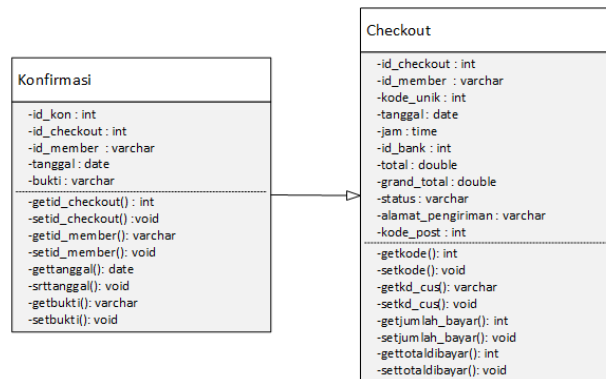 Konfirmasi
-id_kon : int
-id_checkout : int
-id_member : varchar
-tanggal : date
-bukti : varchar
-getid_checkout() : int
-setid_checkout() :void
-getid_member(): varchar
-setid_member(): void
-gettanggal(): date
-srttanggal(): void
-getbukti(): varchar
-setbukti(): void
Checkout
-id_checkout : int
-id_member : varchar
-kode_unik : int
-tanggal : date
-jam : time
-id_bank : int
-total : double
-grand_total : double
-status : varchar
-alamat_pengiriman : varchar
-kode_post : int
-getkode(): int
-setkode(): void
-getkd_cus(): varchar
-setkd_cus(): void
-getjumlah_bayar(): int
-setjumlah_bayar(): void
-gettotaldibayar(): int
-settotaldibayar(): void